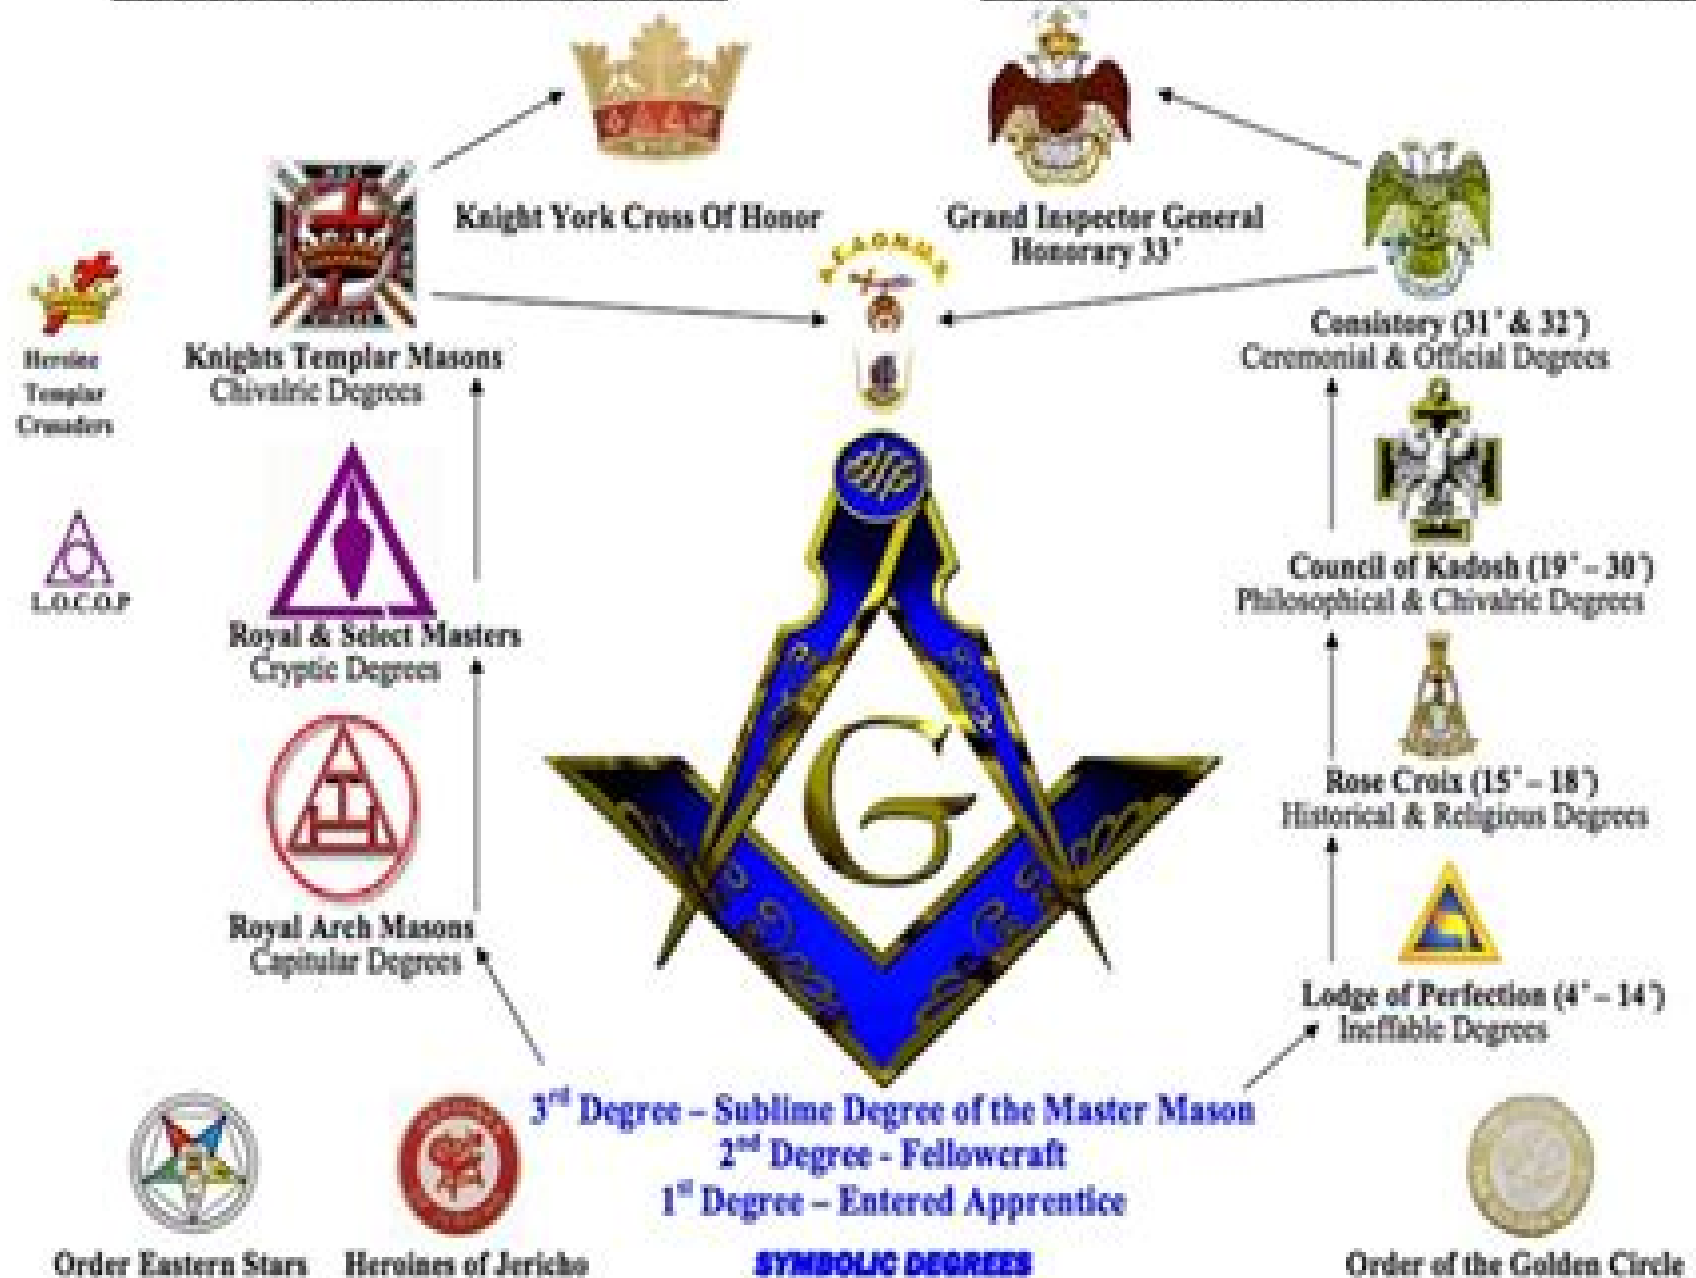 Knight York Cross Of Honor
Grand Inspector General
Honorary 33°
A.E.A.O.N.M.S
Heroine
Templar
Crusaders
Knights Templar Masons
Chivalric Degrees
Consistory (31° & 32°)
Ceremonial & Official Degrees
L.O.C.O.P
Royal & Select Masters
Cryptic Degrees
Council of Kadosh (19° – 30°)
Philosophical & Chivalric Degrees
G
Rose Croix (15° – 18°)
Historical & Religious Degrees
Royal Arch Masons
Capitular Degrees
Lodge of Perfection (4° – 14°)
Ineffable Degrees
3rd Degree – Sublime Degree of the Master Mason
2nd Degree - Fellowcraft
1st Degree – Entered Apprentice
SYMBOLIC DEGREES
Order Eastern Stars
Heroines of Jericho
Order of the Golden Circle